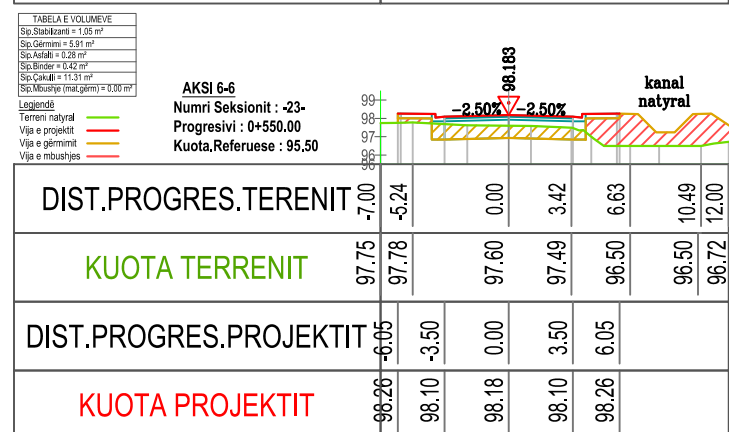 TABELA E VOLUMEVE
Sip.Stabilizanti = 1.05 m²
Sip.Gërmimi = 5.91 m²
Sip.Asfalti = 0.28 m²
Sip.Binder = 0.42 m²
Sip.Çakulli = 11.31 m²
Sip.Mbushje (mat.gërm) = 0.00 m²
Legjendë
Terreni natyral
Vija e projektit
Vija e gërmimit
Vija e mbushjes
AKSI 6-6
Numri Seksionit : -23-
Progresivi : 0+550.00
Kuota,Referuese : 95.50
98.183
-2.50% -2.50%
kanal
natyral
99
98
97
96
DIST.PROGRES.TERENIT -7.00 -5.24 0.00 3.42 6.63 10.49 12.00
KUOTA TERRENIT 97.75 97.78 97.60 97.49 96.50 96.50 96.72
DIST.PROGRES.PROJEKTIT -6.05 -3.50 0.00 3.50 6.05
KUOTA PROJEKTIT 98.26 98.10 98.18 98.10 98.26